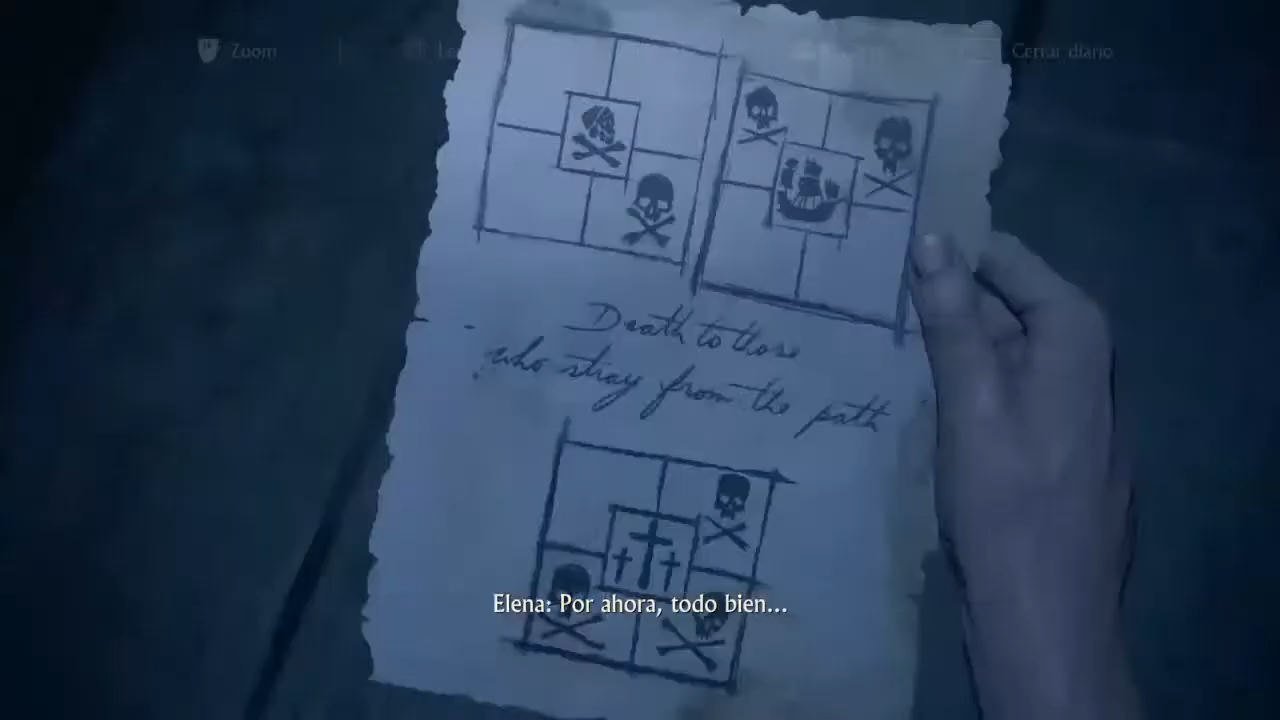 Zoom
Cerrar diario
Death to those
who stray from the path
Elena: Por ahora, todo bien...